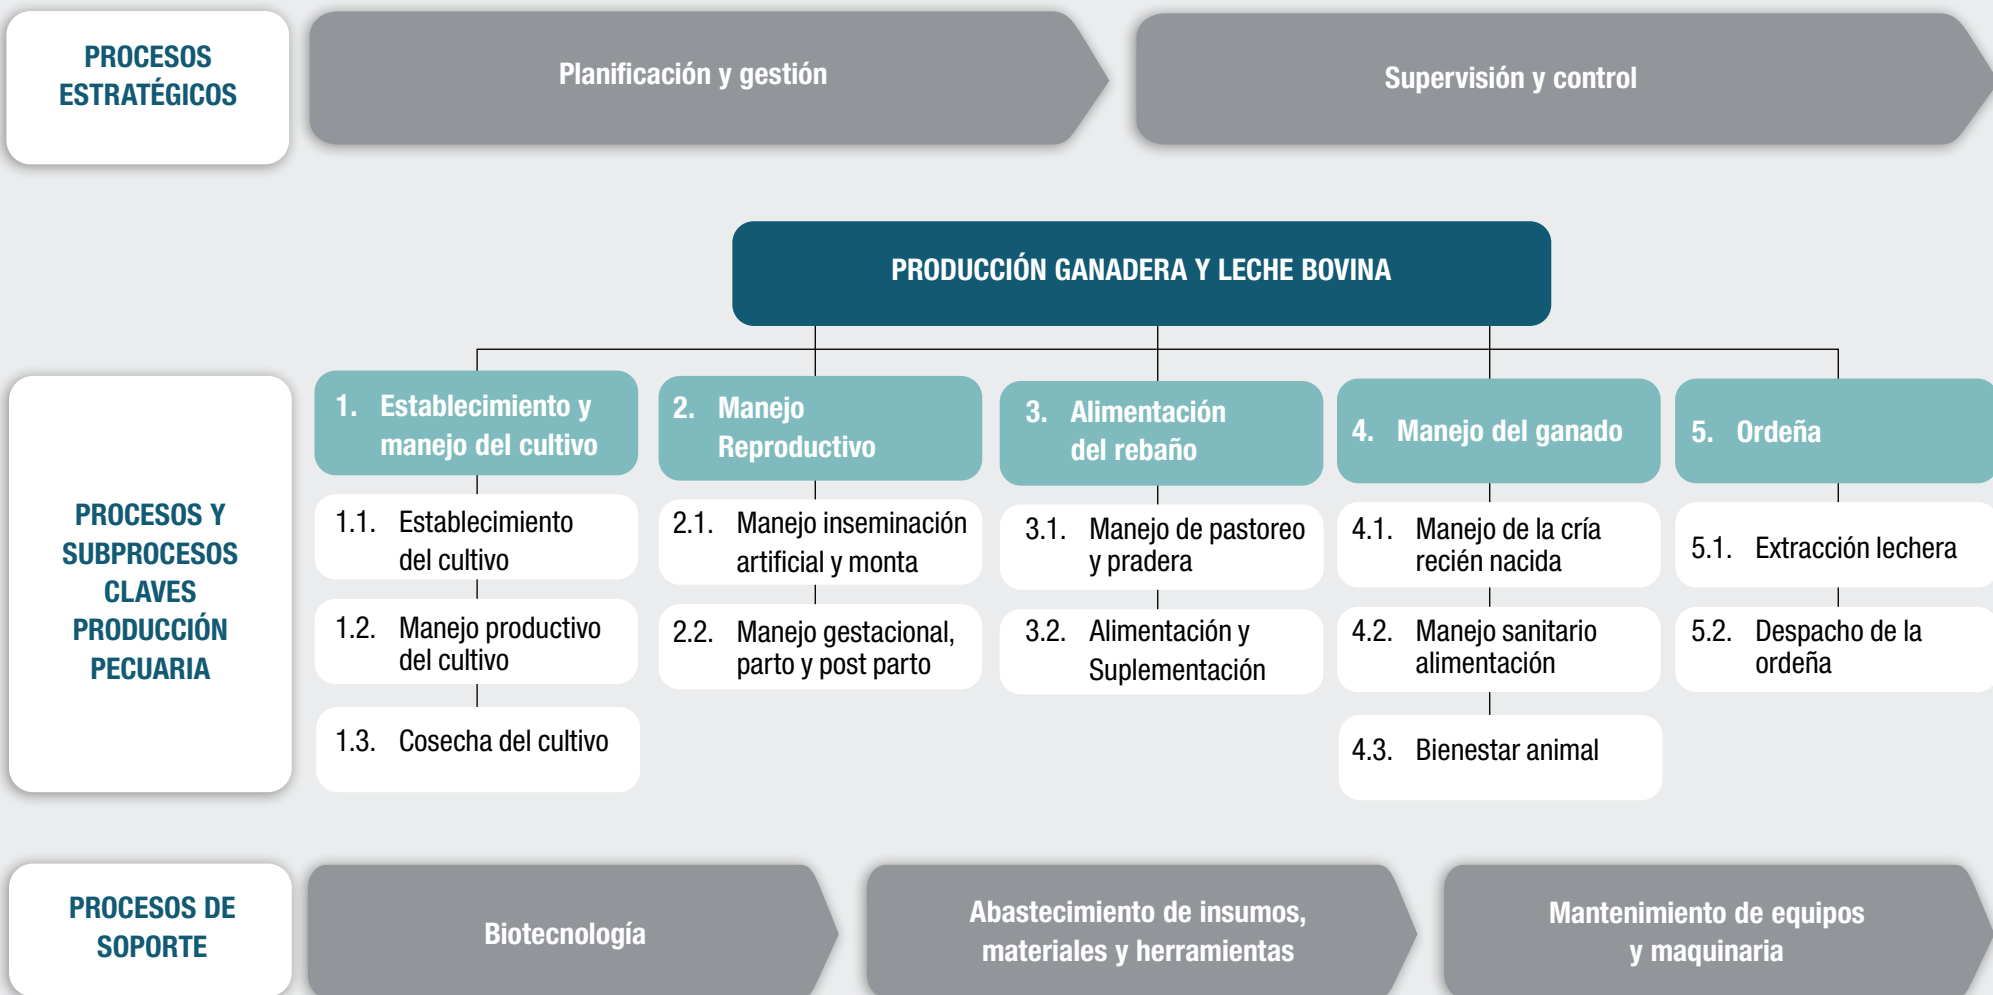 PROCESOS
ESTRATÉGICOS
Planificación y gestión
Supervisión y control
PRODUCCIÓN GANADERA Y LECHE BOVINA
PROCESOS Y
SUBPROCESOS
CLAVES
PRODUCCIÓN
PECUARIA
1. Establecimiento y
manejo del cultivo
1.1. Establecimiento
del cultivo
1.2. Manejo productivo
del cultivo
1.3. Cosecha del cultivo
2. Manejo
Reproductivo
2.1. Manejo inseminación
artificial y monta
2.2. Manejo gestacional,
parto y post parto
3. Alimentación
del rebaño
3.1. Manejo de pastoreo
y pradera
3.2. Alimentación y
Suplementación
4. Manejo del ganado
4.1. Manejo de la cría
recién nacida
4.2. Manejo sanitario
alimentación
4.3. Bienestar animal
5. Ordeña
5.1. Extracción lechera
5.2. Despacho de la
ordeña
PROCESOS DE
SOPORTE
Biotecnología
Abastecimiento de insumos,
materiales y herramientas
Mantenimiento de equipos
y maquinaria